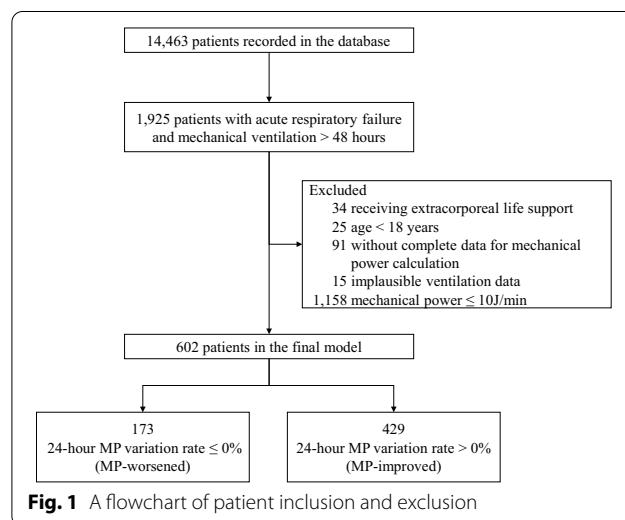 14,463 patients recorded in the database
1,925 patients with acute respiratory failure
and mechanical ventilation > 48 hours
Excluded
34 receiving extracorporeal life support
25 age < 18 years
91 without complete data for mechanical
power calculation
15 implausible ventilation data
1,158 mechanical power ≤ 10J/min
602 patients in the final model
173
24-hour MP variation rate ≤ 0%
(MP-worsened)
429
24-hour MP variation rate > 0%
(MP-improved)
Fig. 1 A flowchart of patient inclusion and exclusion